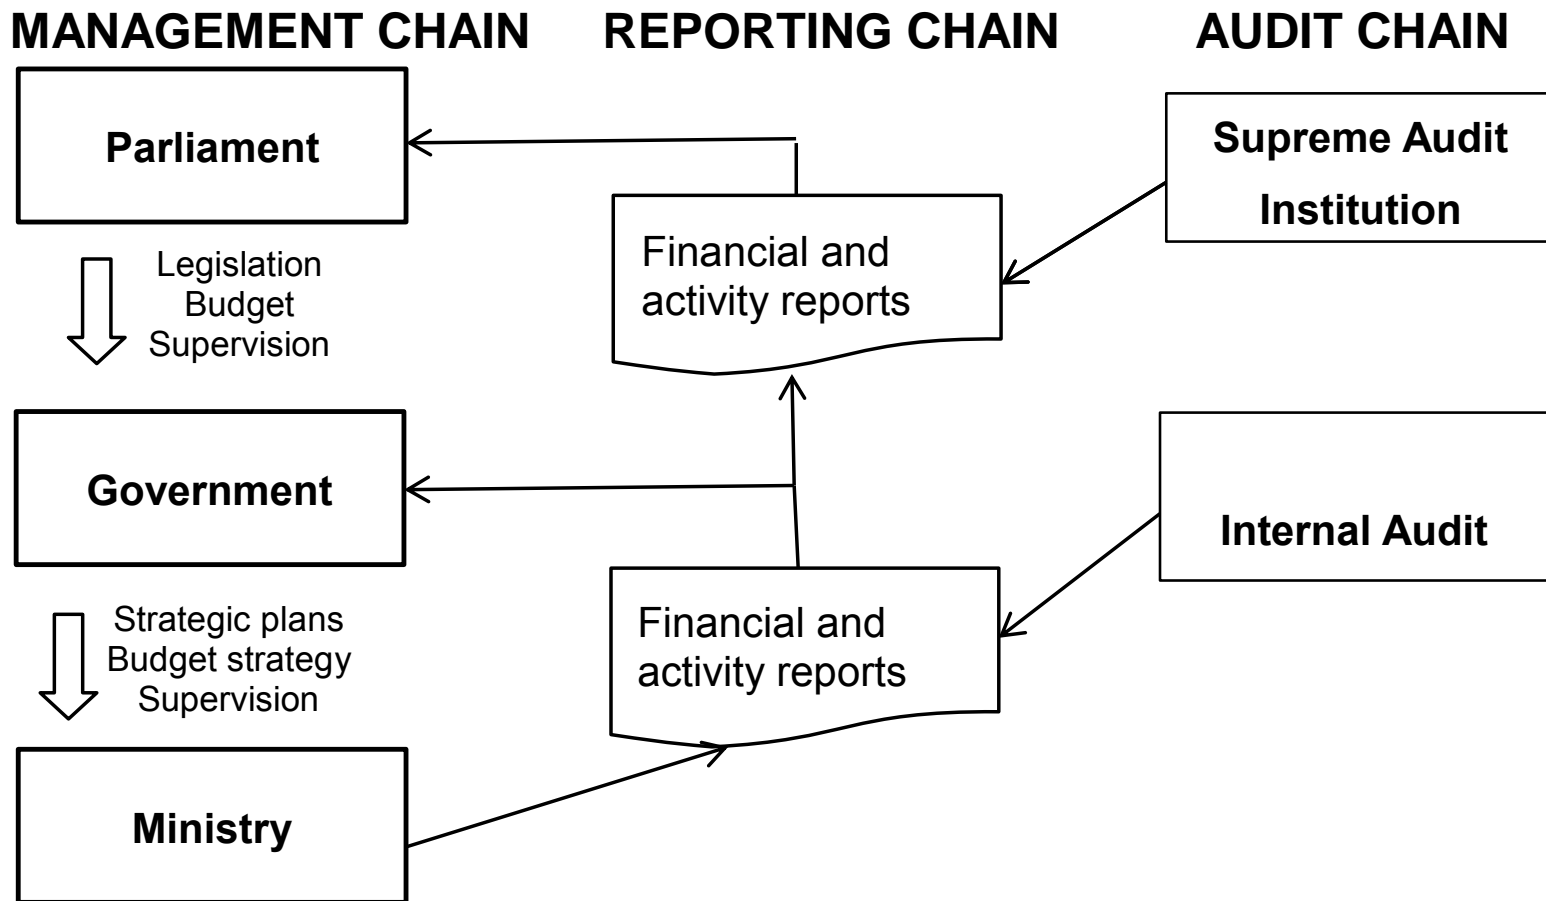 MANAGEMENT CHAIN
REPORTING CHAIN
AUDIT CHAIN
Parliament
Supreme Audit
Institution
Financial and
activity reports
Legislation
Budget
Supervision
Government
Internal Audit
Financial and
activity reports
Strategic plans
Budget strategy
Supervision
Ministry